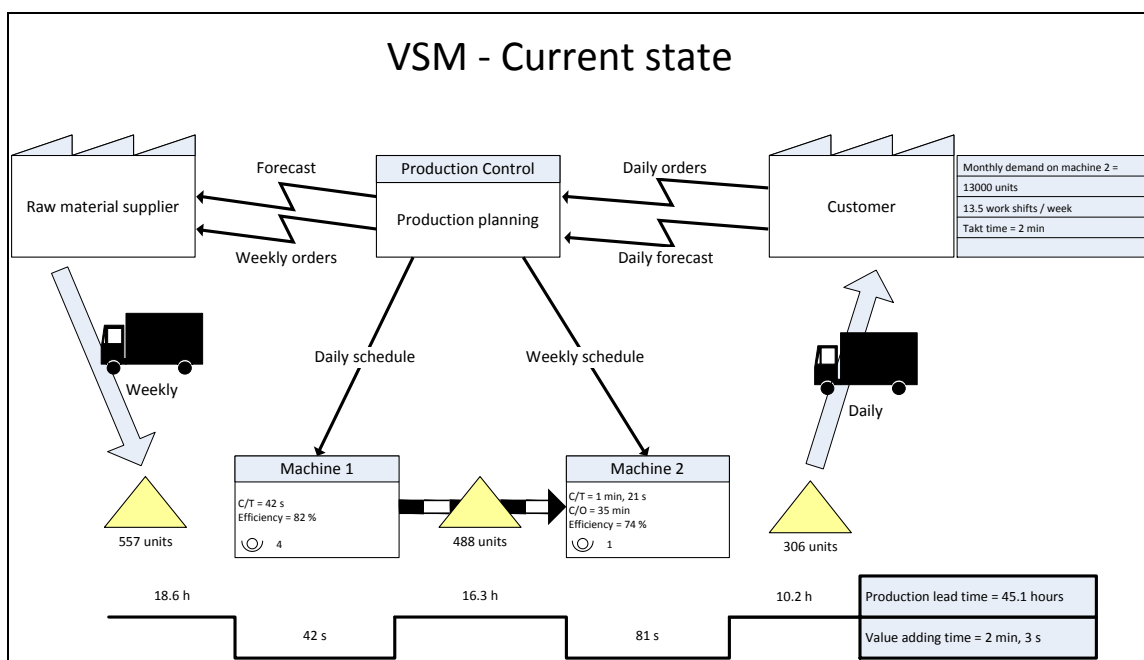 VSM - Current state
Raw material supplier
Forecast
Weekly orders
Production Control
Production planning
Daily orders
Daily forecast
Customer
Monthly demand on machine 2 =
13000 units
13.5 work shifts / week
Takt time = 2 min
Weekly
Daily schedule
Weekly schedule
Daily
557 units
Machine 1
C/T = 42 s
Efficiency = 82 %
4
488 units
Machine 2
C/T = 1 min, 21 s
C/O = 35 min
Efficiency = 74 %
1
306 units
18.6 h
42 s
16.3 h
81 s
10.2 h
Production lead time = 45.1 hours
Value adding time = 2 min, 3 s